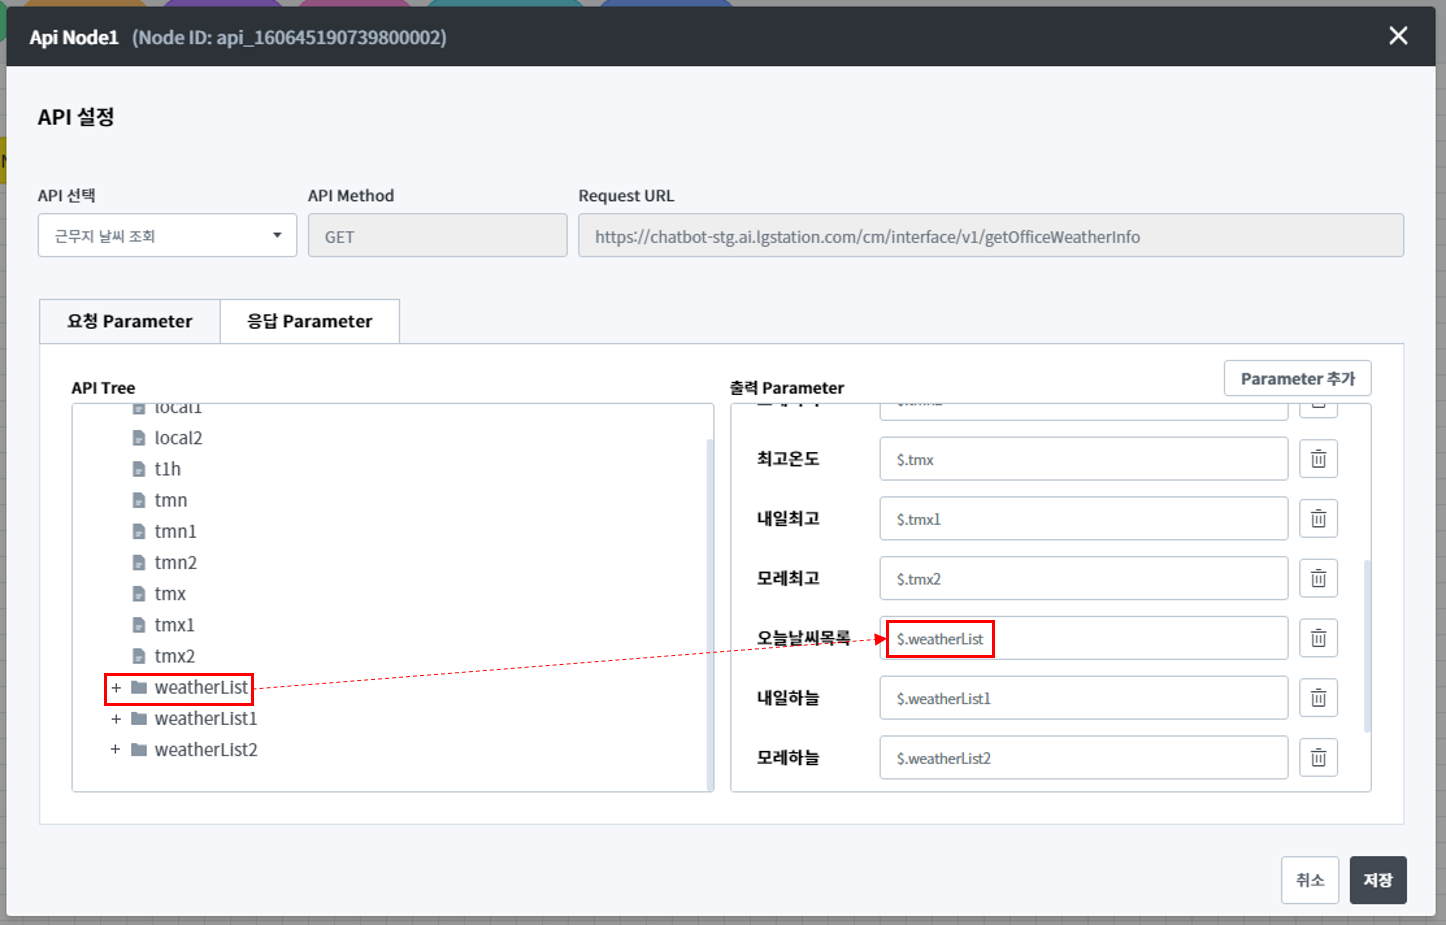 Api Node1 (Node ID: api_160645190739800002)
API 설정
API 선택
API Method
Request URL
근무지 날씨 조회
GET
https://chatbot-stg.ai.lgstation.com/cm/interface/v1/getOfficeWeatherInfo
요청 Parameter
응답 Parameter
API Tree
local1
local2
t1h
tmn
tmn1
tmn2
tmx
tmx1
tmx2
+ weatherList
+ weatherList1
+ weatherList2
출력 Parameter
Parameter 추가
최고온도
$.tmx
내일최고
$.tmx1
모레최고
$.tmx2
오늘날씨목록
$.weatherList
내일하늘
$.weatherList1
모레하늘
$.weatherList2
취소
저장